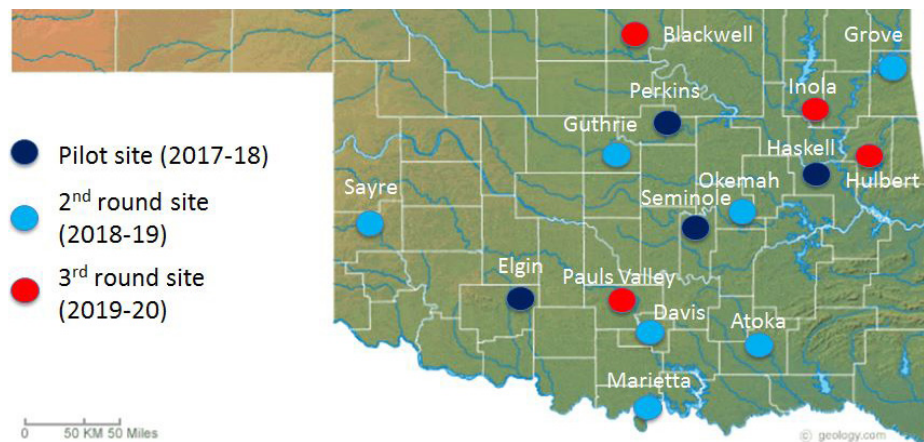 Blackwell
Grove
Perkins
Inola
Guthrie
Haskell
Pilot site (2017-18)
Sayre
Okemah
Hulbert
2nd round site
(2018-19)
Seminole
3rd round site
(2019-20)
Elgin
Pauls Valley
Davis
Atoka
Marietta
0 50 KM 50 Miles
© geology.com